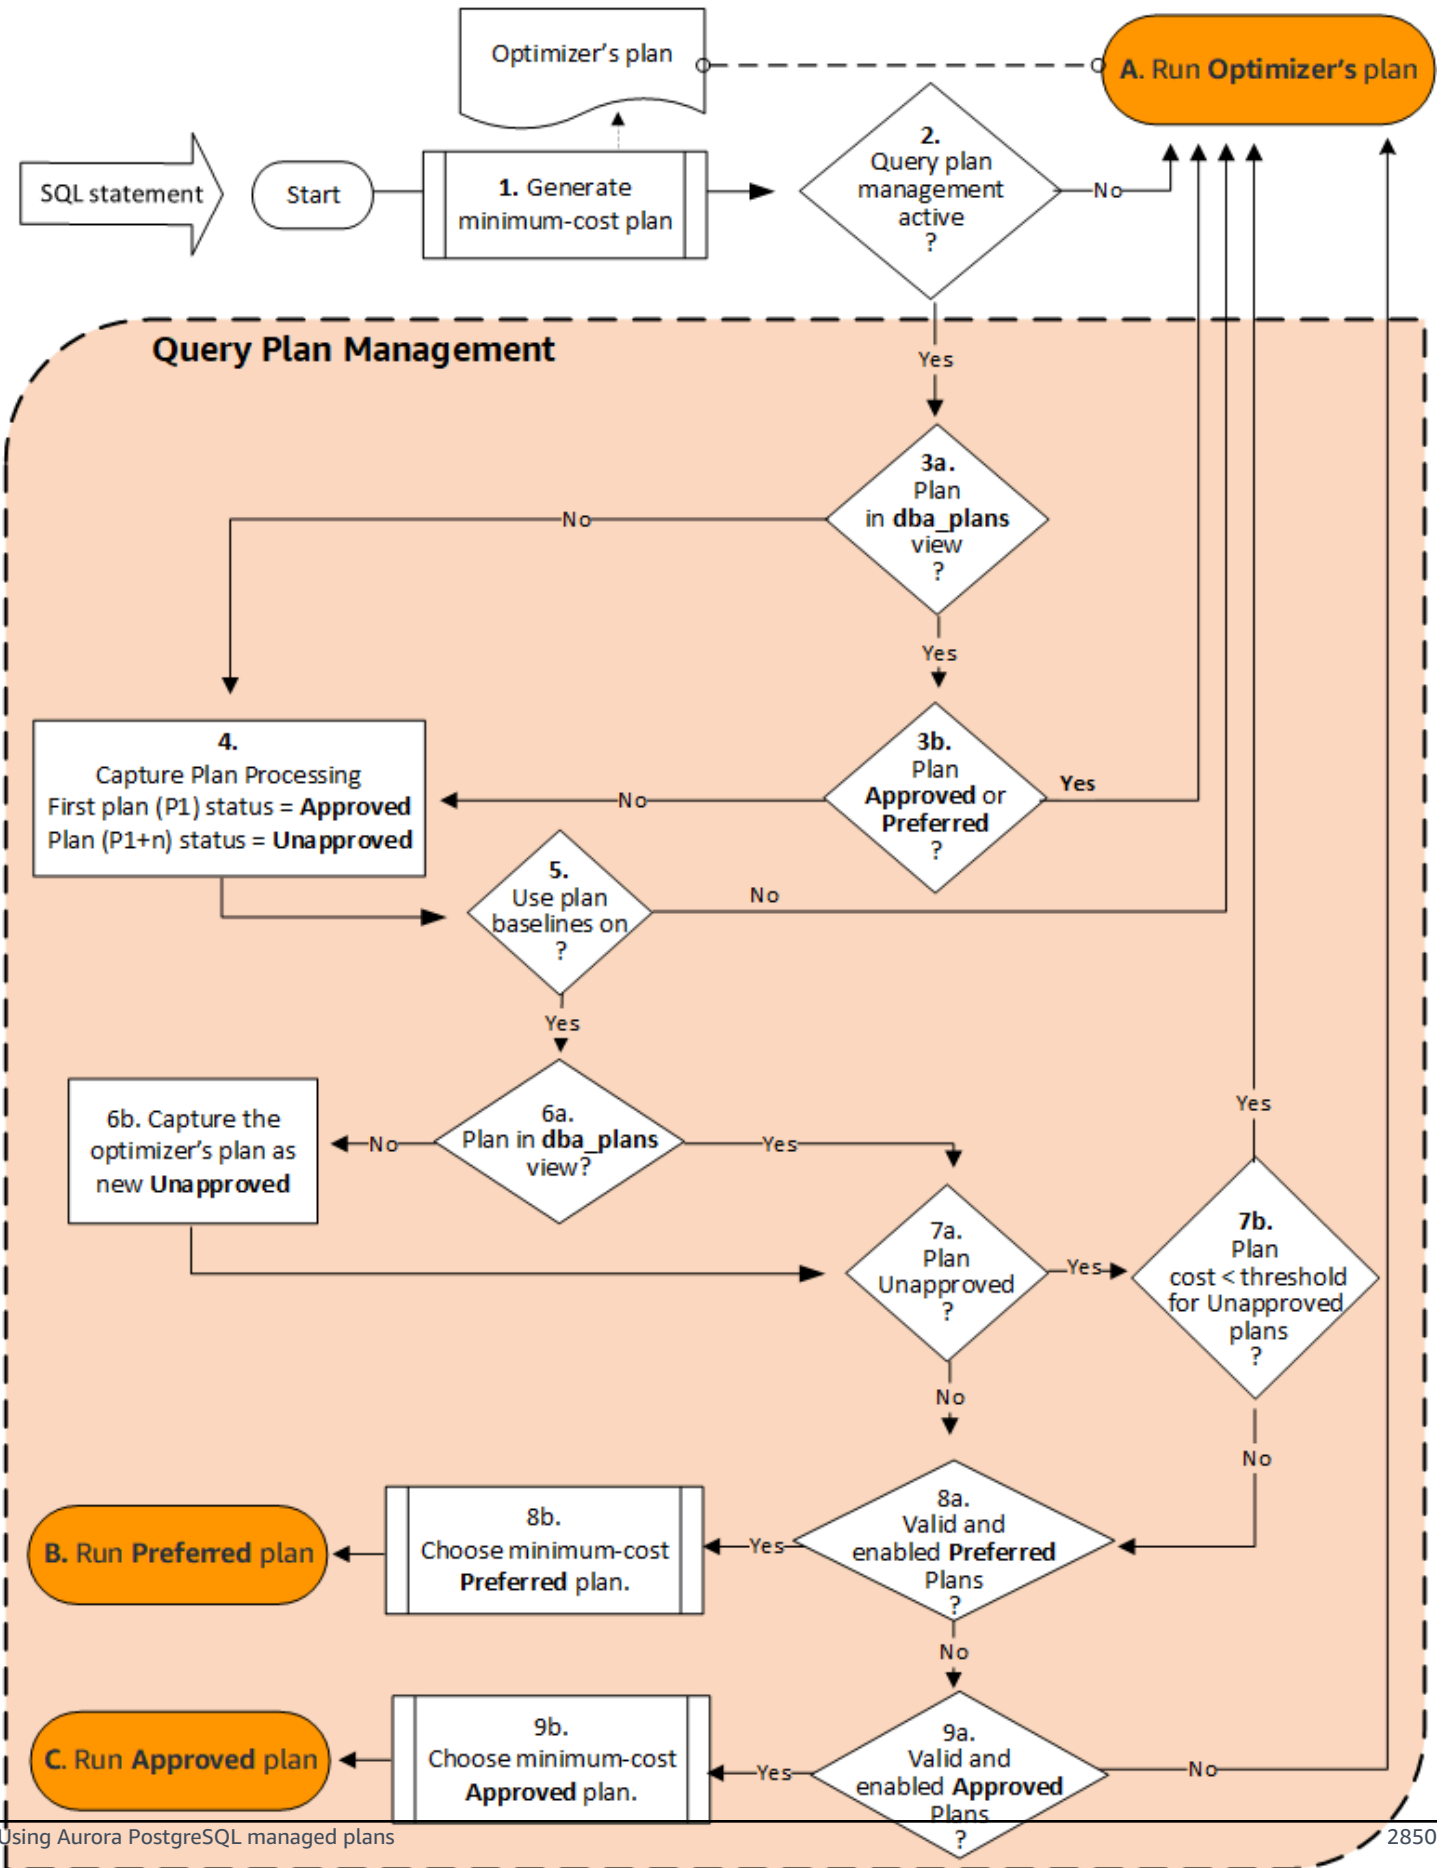 Optimizer's plan
A. Run Optimizer's plan
SQL statement
Start
1. Generate
minimum-cost plan
2.
Query plan
management
active
?
No
Query Plan Management
Yes
3a.
Plan
in dba_plans
view
?
No
Yes
3b.
Plan
Approved or
Preferred
?
Yes
No
4.
Capture Plan Processing
First plan (P1) status = Approved
Plan (P1+n) status = Unapproved
5.
Use plan
baselines on
?
No
Yes
6a.
Plan in dba_plans
view?
No
Yes
6b. Capture the
optimizer's plan as
new Unapproved
7a.
Plan
Unapproved
?
Yes
Yes
7b.
Plan
cost < threshold
for Unapproved
plans
?
No
No
8a.
Valid and
enabled Preferred
Plans
?
Yes
8b.
Choose minimum-cost
Preferred plan.
B. Run Preferred plan
No
9a.
Valid and
enabled Approved
Plans
?
No
Yes
9b.
Choose minimum-cost
Approved plan.
C. Run Approved plan
Using Aurora PostgreSQL managed plans
2850